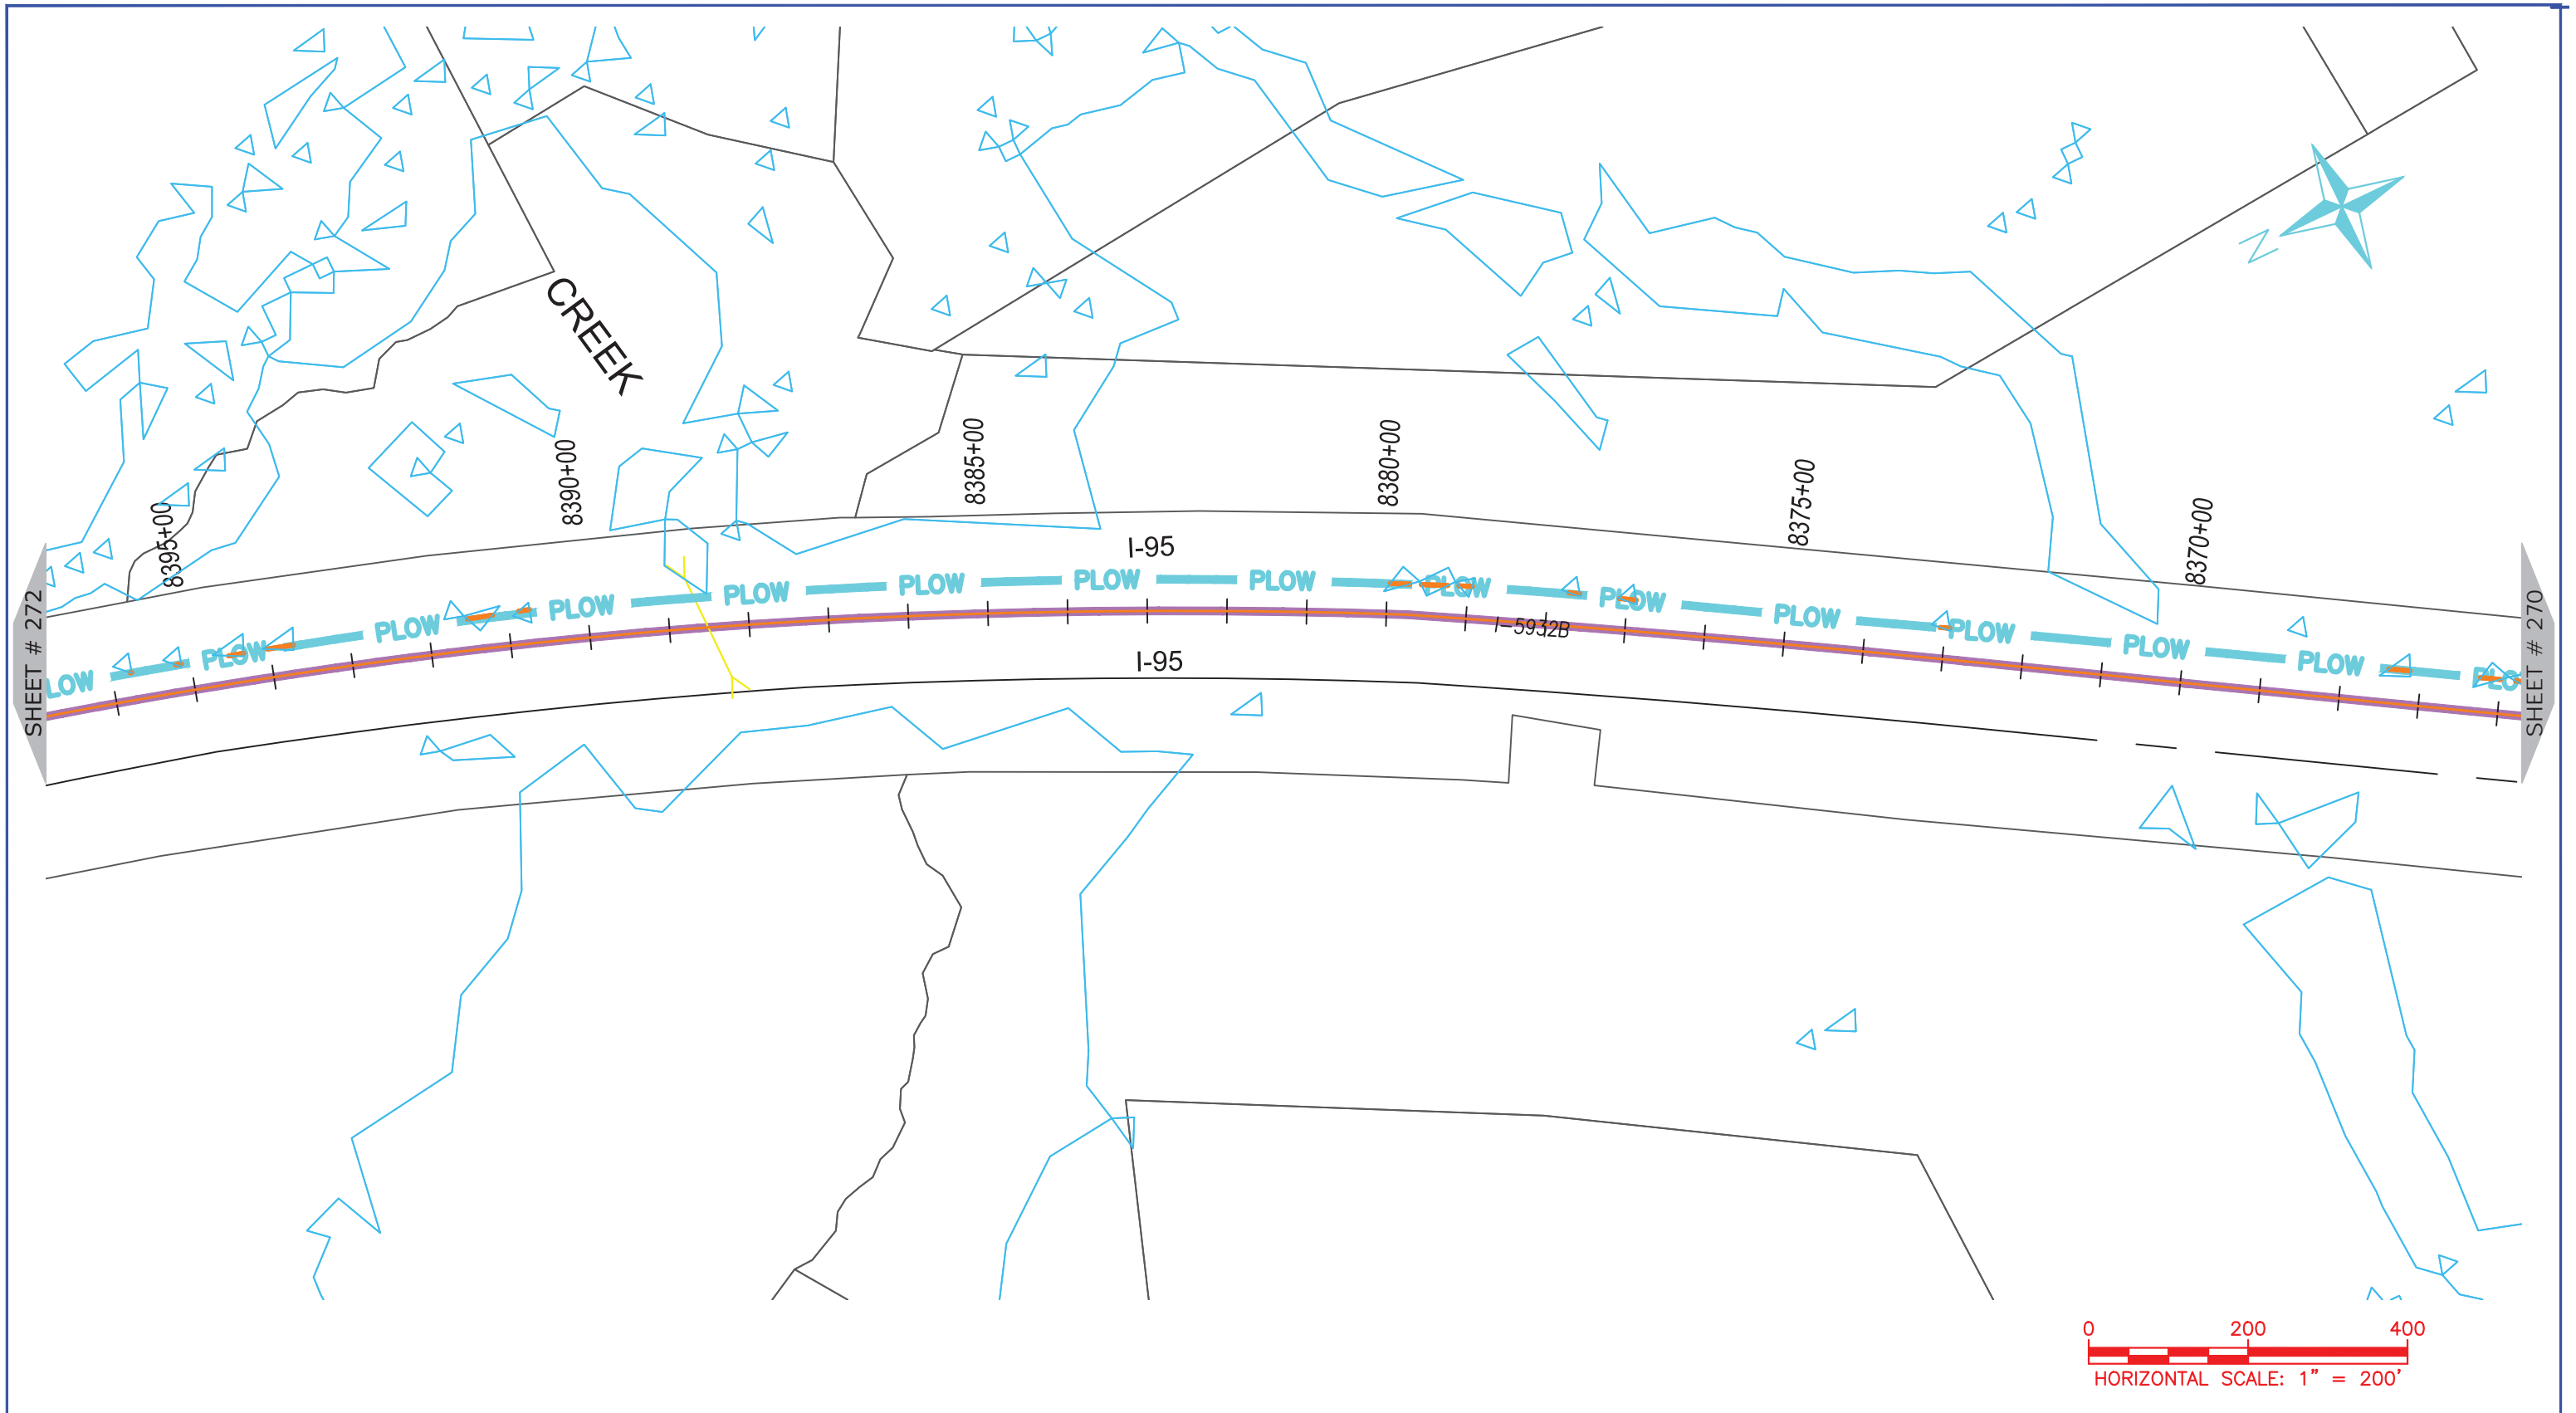 CREEK
N
8395+00
8390+00
8385+00
8380+00
8375+00
8370+00
I-95
PLOW PLOW PLOW PLOW PLOW PLOW PLOW PLOW PLOW PLOW PLOW PLOW PLOW
LOW
PLO
I-5932B
I-95
SHEET # 272
SHEET # 270
0 200 400
HORIZONTAL SCALE: 1" = 200'